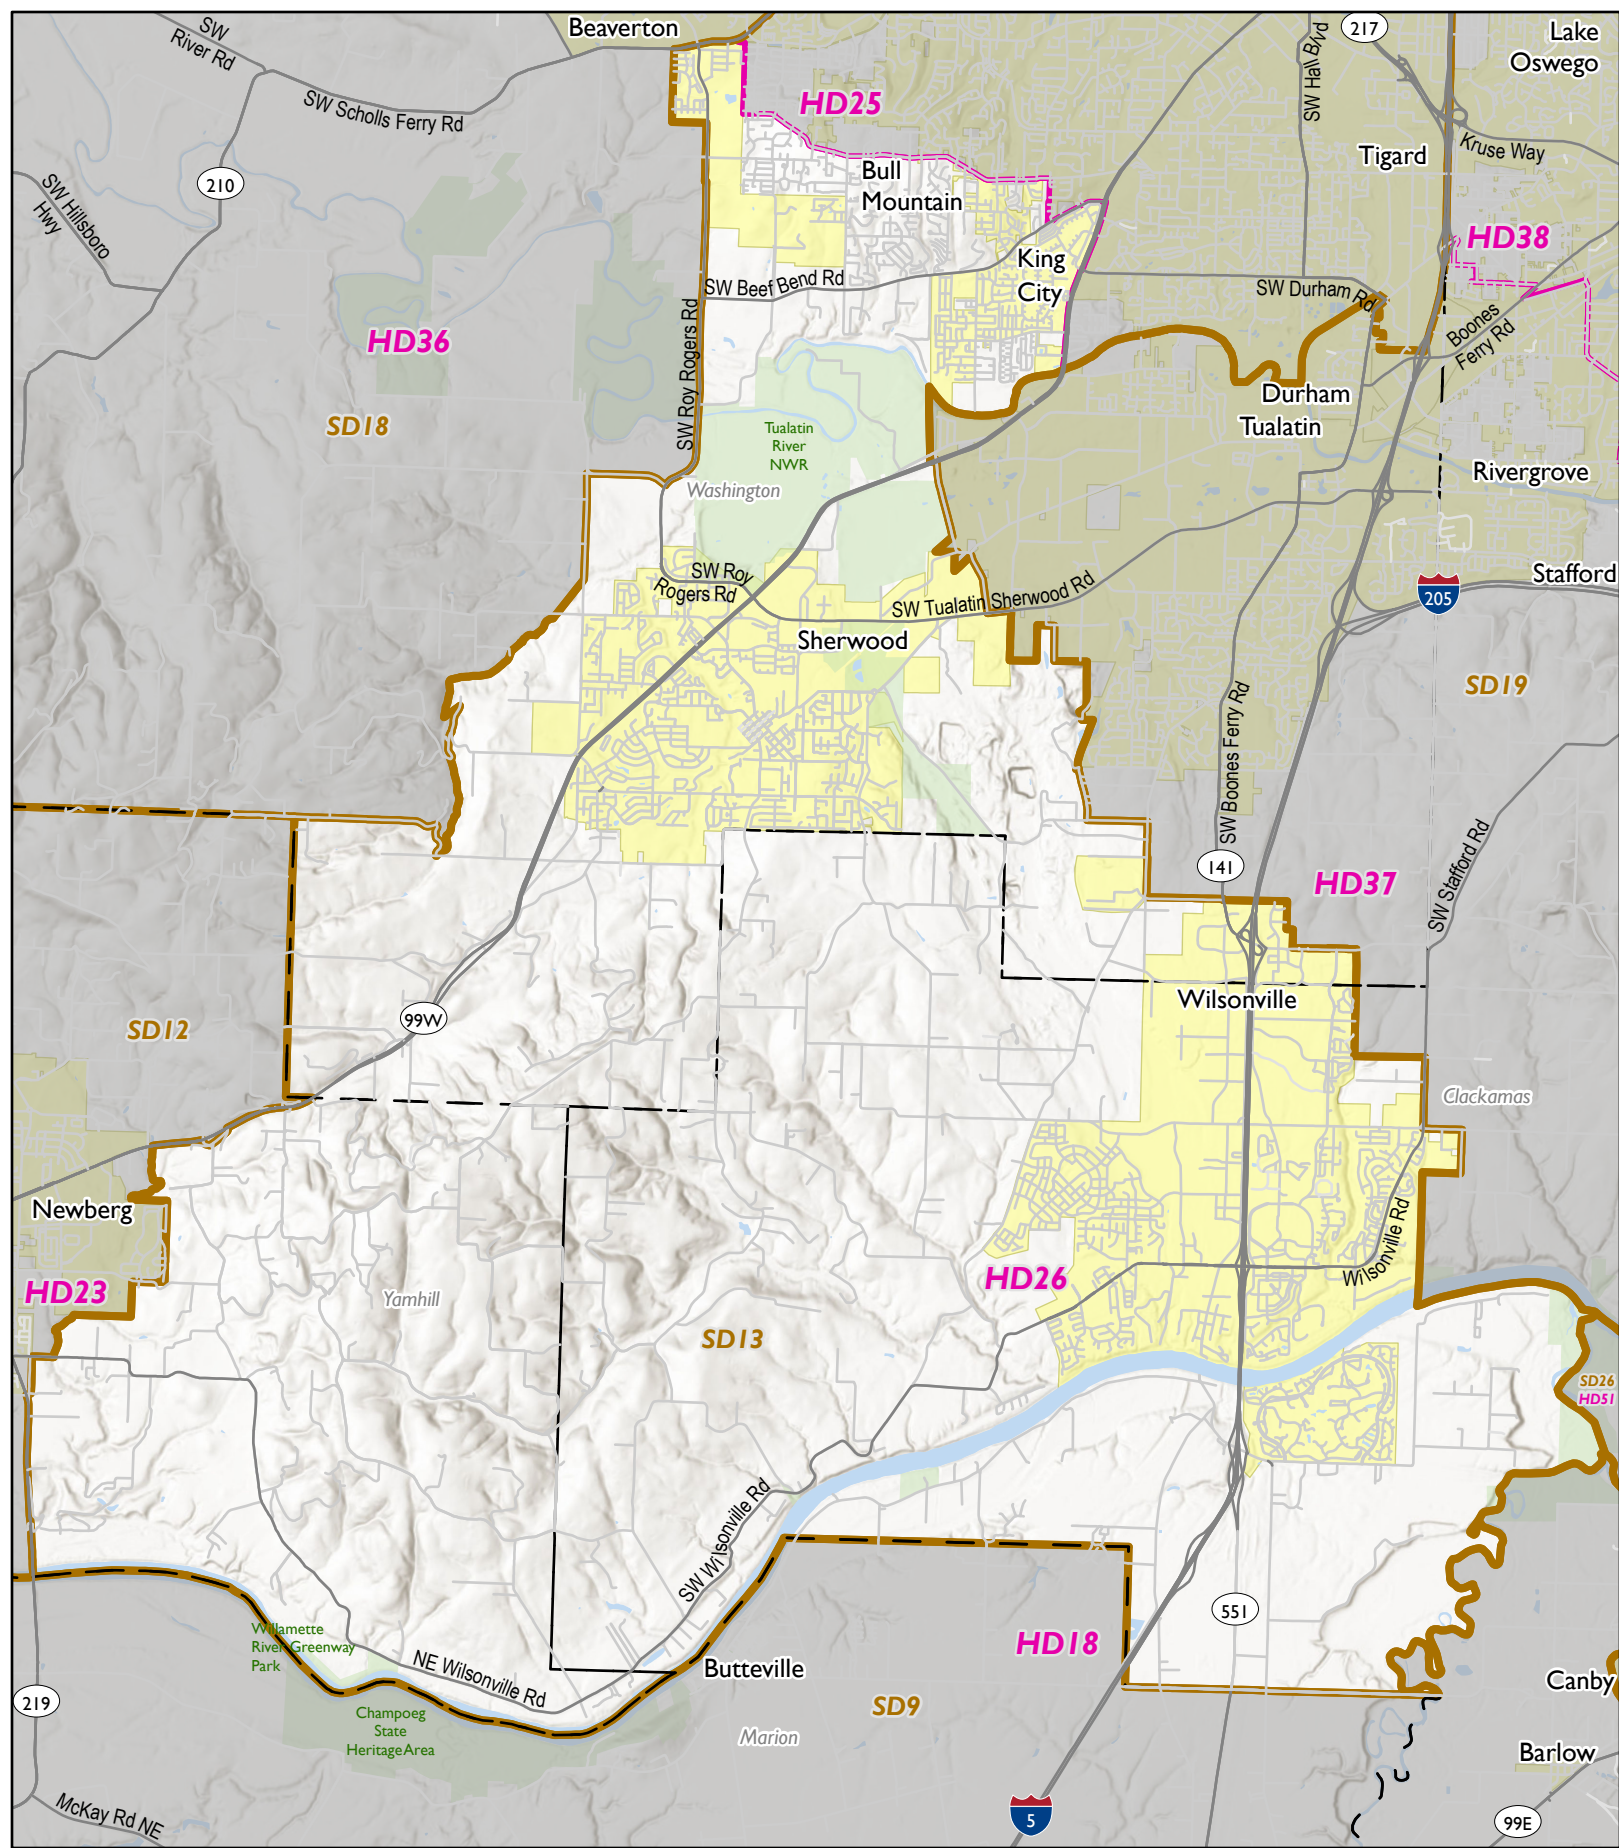 Beaverton
SW
River Rd
217
Lake
Oswego
SW Scholls Ferry Rd
HD25
SW Hall Blvd
Tigard
Kruse Way
210
Bull
Mountain
SW Hillsboro
Hwy
HD38
King
City
SW Beef Bend Rd
SW Durham Rd
HD36
SW Roy Rogers Rd
Boones
Ferry Rd
Durham
SD18
Tualatin
River
NWR
Tualatin
Rivergrove
Washington
SW Roy
Rogers Rd
SW Tualatin Sherwood Rd
Stafford
205
Sherwood
SD19
SW Boones Ferry Rd
141
HD37
SW Stafford Rd
Wilsonville
99W
SD12
Clackamas
Newberg
HD23
Yamhill
HD26
Wilsonville Rd
SD13
SD26
HD51
SW Wilsonville Rd
551
Willamette
River Greenway
Park
HD18
NE Wilsonville Rd
Butteville
Canby
219
Champoeg
State
Heritage Area
SD9
Marion
Barlow
McKay Rd NE
5
99E